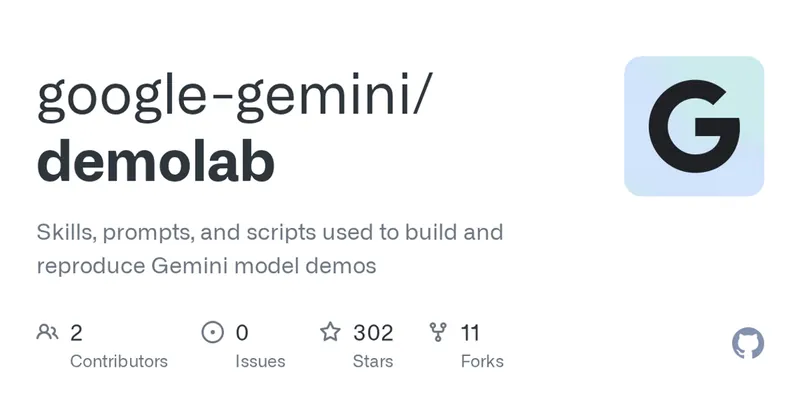 google-gemini/
demolab
Skills, prompts, and scripts used to build and
reproduce Gemini model demos
2
Contributors
0
Issues
302
Stars
11
Forks
G